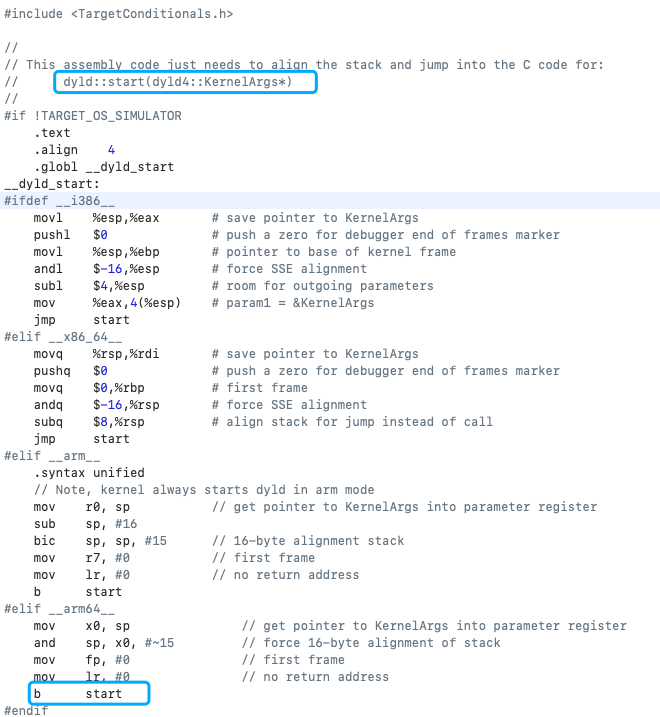 #include <TargetConditionals.h>
//
// This assembly code just needs to align the stack and jump into the C code for:
//      dyld::start(dyld4::KernelArgs*)
//
#if !TARGET_OS_SIMULATOR
    .text
    .align    4
    .globl __dyld_start
__dyld_start:
#ifdef __i386__
    movl    %esp,%eax       # save pointer to KernelArgs
    pushl   $0              # push a zero for debugger end of frames marker
    movl    %esp,%ebp       # pointer to base of kernel frame
    andl    $-16,%esp       # force SSE alignment
    subl    $4,%esp         # room for outgoing parameters
    mov     %eax,4(%esp)    # param1 = &KernelArgs
    jmp     start
#elif __x86_64__
    movq    %rsp,%rdi       # save pointer to KernelArgs
    pushq   $0              # push a zero for debugger end of frames marker
    movq    $0,%rbp         # first frame
    andq    $-16,%rsp       # force SSE alignment
    subq    $8,%rsp         # align stack for jump instead of call
    jmp     start
#elif __arm__
    .syntax unified
    // Note, kernel always starts dyld in arm mode
    mov    r0, sp           // get pointer to KernelArgs into parameter register
    sub    sp, #16
    bic    sp, sp, #15      // 16-byte alignment stack
    mov    r7, #0           // first frame
    mov    lr, #0           // no return address
    b      start
#elif __arm64__
    mov    x0, sp               // get pointer to KernelArgs into parameter register
    and    sp, x0, #~15         // force 16-byte alignment of stack
    mov    fp, #0               // first frame
    mov    lr, #0               // no return address
    b      start
#endif